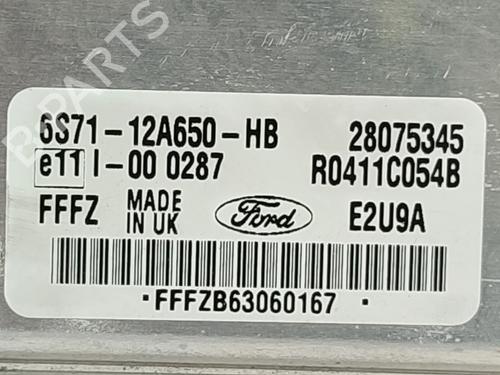 B-PARTS
6S71-12A650-HB 28075345
e11 I-00 0287 R0411C054B
FFFZ MADE IN UK Ford E2U9A
·FFFZB63060167·